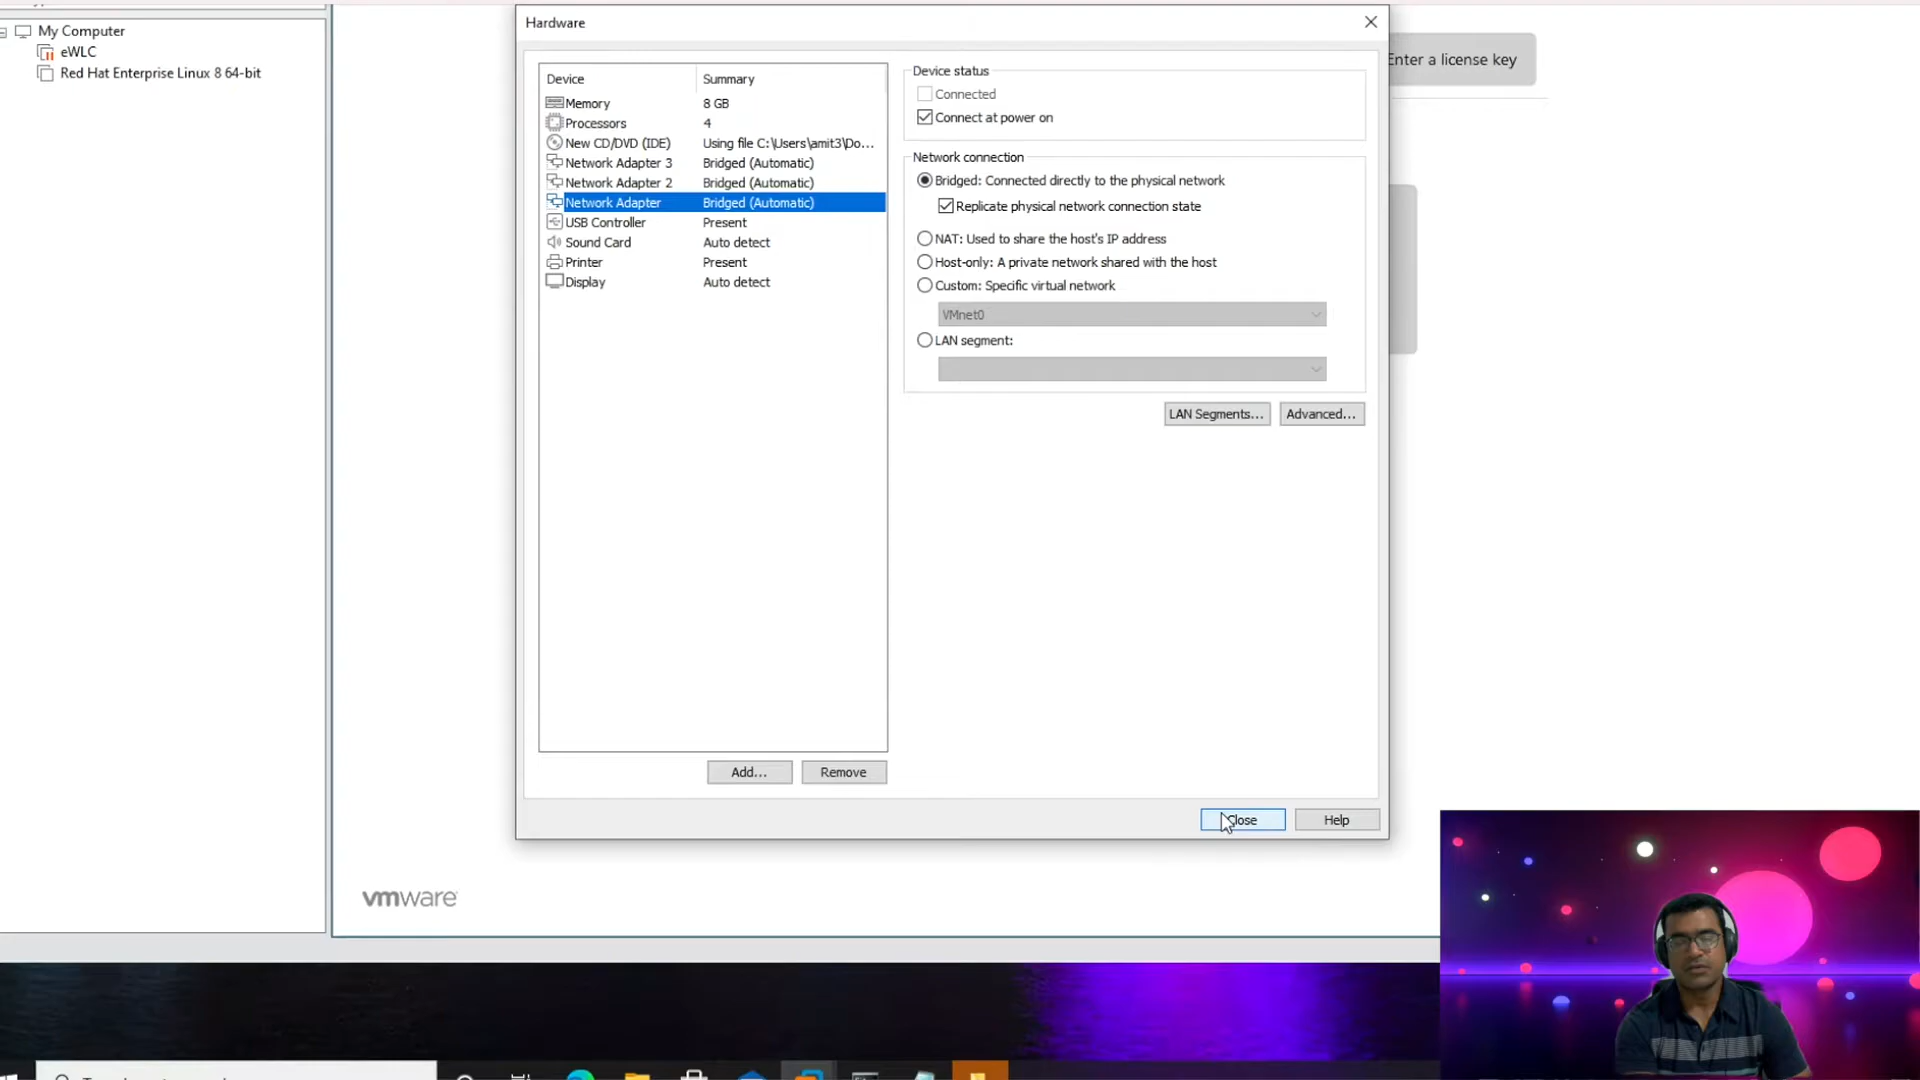 My Computer
eWLC
Red Hat Enterprise Linux 8 64-bit
Hardware
Device Summary
Memory 8 GB
Processors 4
New CD/DVD (IDE) Using file C:\Users\amit3\Do...
Network Adapter 3 Bridged (Automatic)
Network Adapter 2 Bridged (Automatic)
Network Adapter Bridged (Automatic)
USB Controller Present
Sound Card Auto detect
Printer Present
Display Auto detect
Add... Remove
Device status
Connected
Connect at power on
Network connection
Bridged: Connected directly to the physical network
Replicate physical network connection state
NAT: Used to share the host's IP address
Host-only: A private network shared with the host
Custom: Specific virtual network
VMnet0
LAN segment:
LAN Segments... Advanced...
Close Help
Enter a license key
vmware